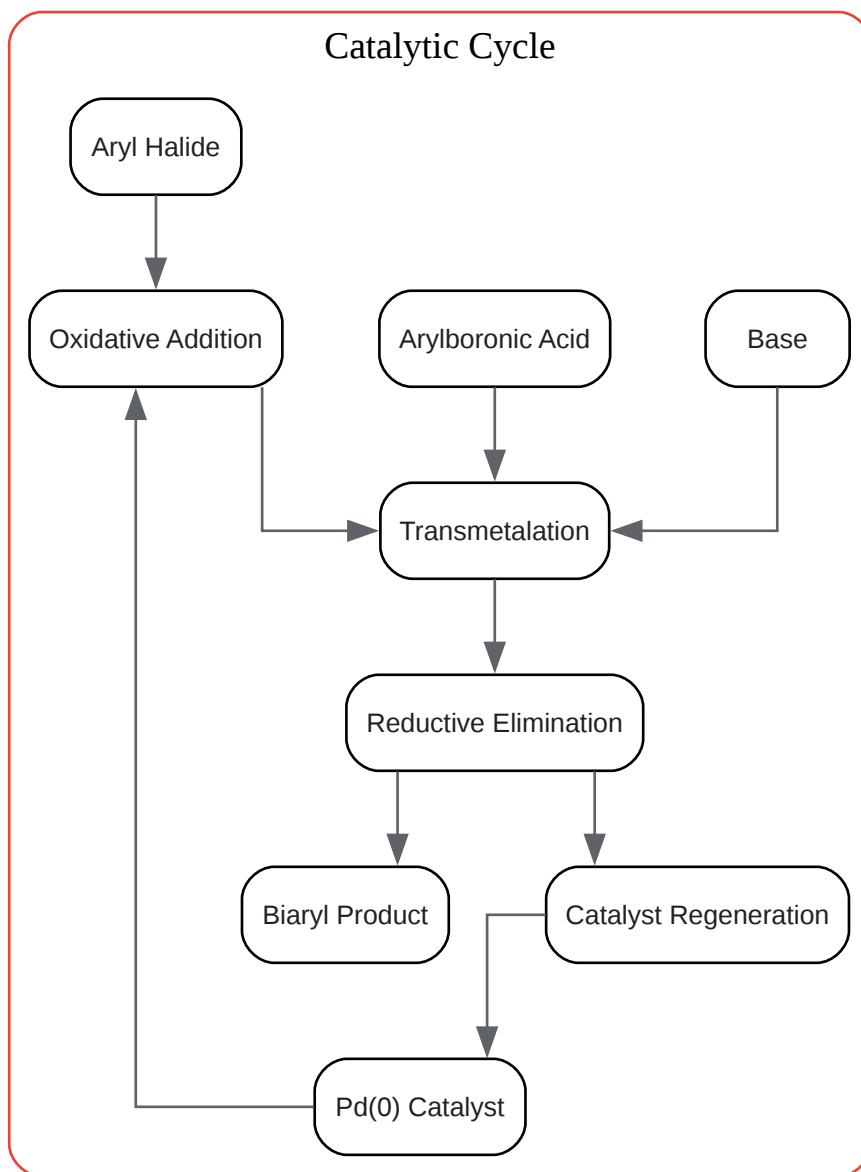 Catalytic Cycle
Aryl Halide
Oxidative Addition
Arylboronic Acid
Base
Transmetalation
Reductive Elimination
Biaryl Product
Catalyst Regeneration
Pd(0) Catalyst